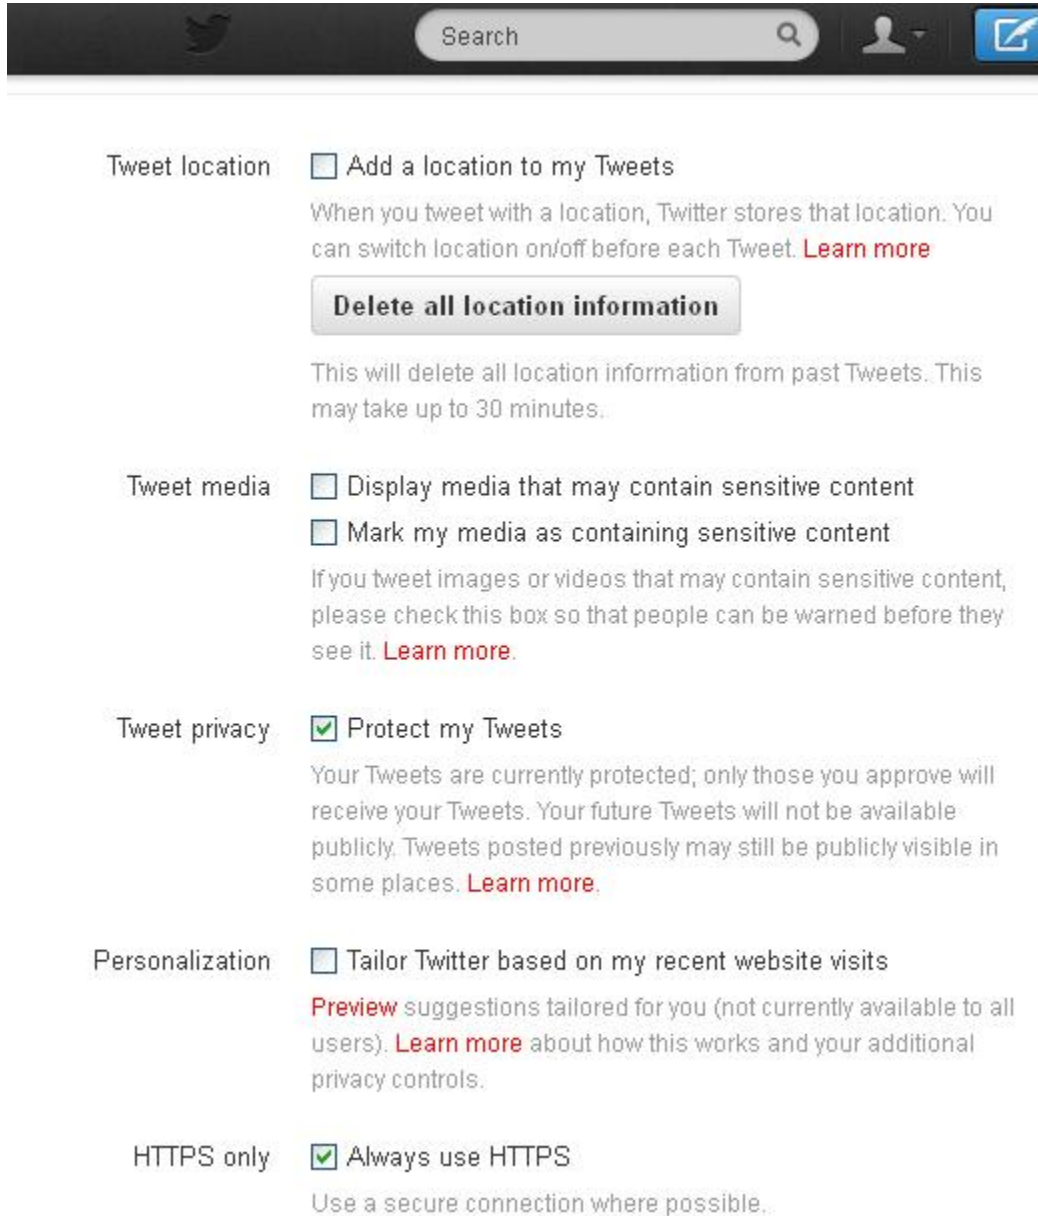 Search
Tweet location Add a location to my Tweets
When you tweet with a location, Twitter stores that location. You
can switch location on/off before each Tweet. Learn more
Delete all location information
This will delete all location information from past Tweets. This
may take up to 30 minutes.
Tweet media Display media that may contain sensitive content
Mark my media as containing sensitive content
If you tweet images or videos that may contain sensitive content,
please check this box so that people can be warned before they
see it. Learn more.
Tweet privacy Protect my Tweets
Your Tweets are currently protected; only those you approve will
receive your Tweets. Your future Tweets will not be available
publicly. Tweets posted previously may still be publicly visible in
some places. Learn more.
Personalization Tailor Twitter based on my recent website visits
Preview suggestions tailored for you (not currently available to all
users). Learn more about how this works and your additional
privacy controls.
HTTPS only Always use HTTPS
Use a secure connection where possible.